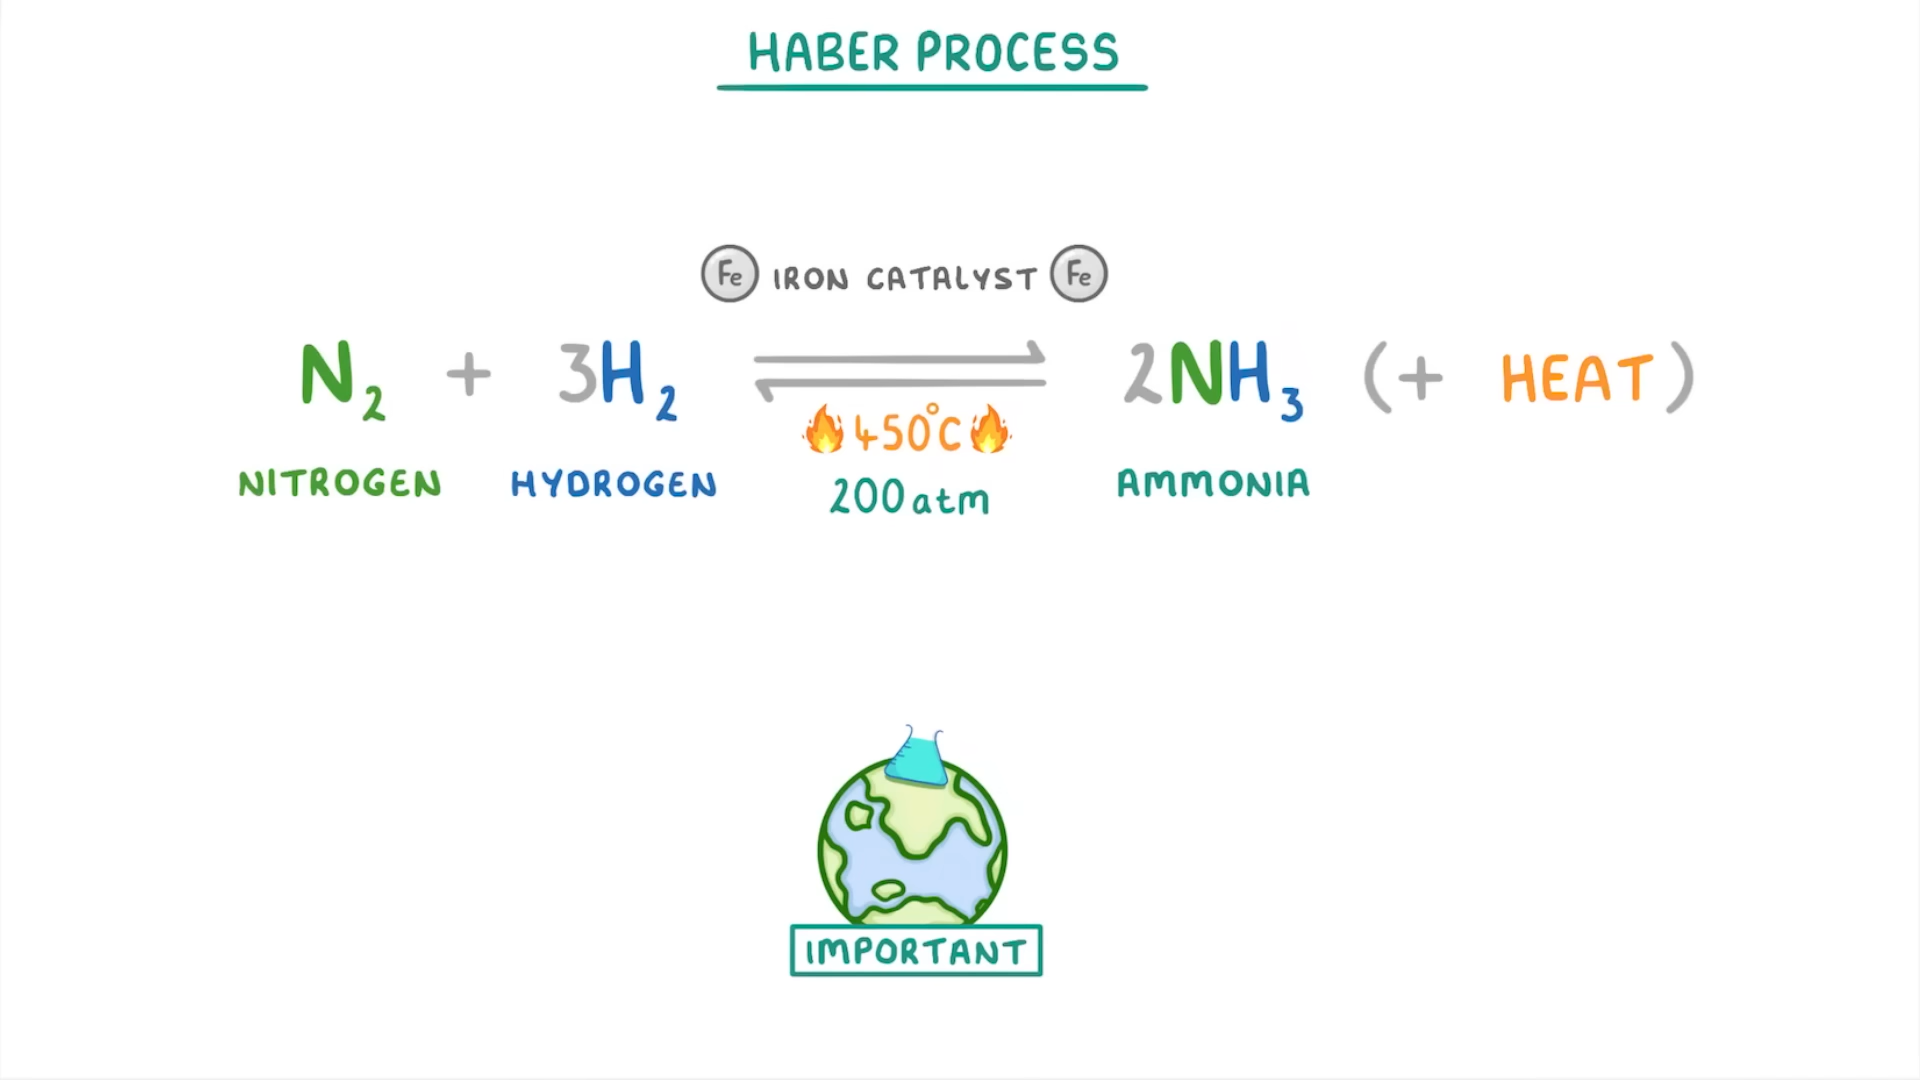 HABER PROCESS
Fe IRON CATALYST Fe
N₂ + 3H₂ ⇌ 2NH₃ (+ HEAT)
450°C
NITROGEN HYDROGEN 200atm AMMONIA
IMPORTANT